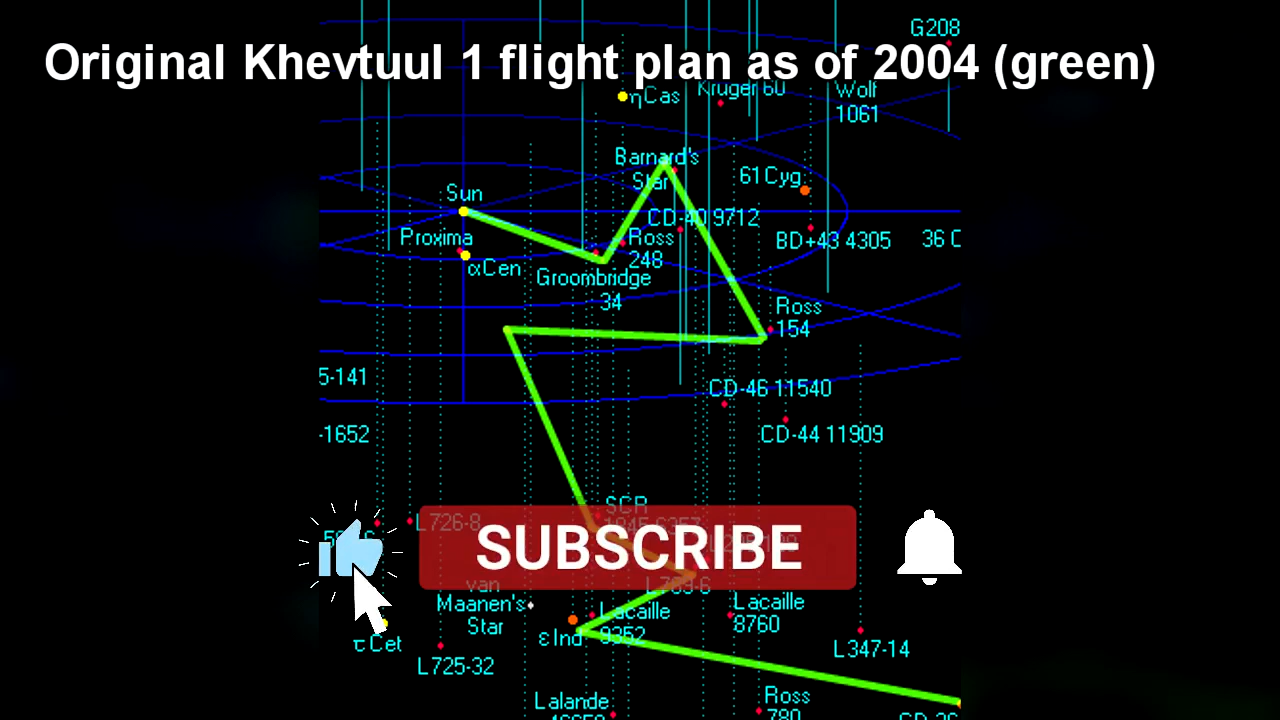 Original Khevtuul 1 flight plan as of 2004 (green)
G208
ηCas
Kruger 60
Wolf
1061
Barnard's
Star
61 Cyg
Sun
CD-40 9712
Proxima
Ross
248
BD+43 4305
αCen
Groombridge
34
Ross
154
5-141
CD-46 11540
-1652
CD-44 11909
SCR
L726-8
SUBSCRIBE
van
Maanen's
Star
Lacaille
9352
Lacaille
8760
τCet
εInd
L347-14
L725-32
Lalande
Ross
780